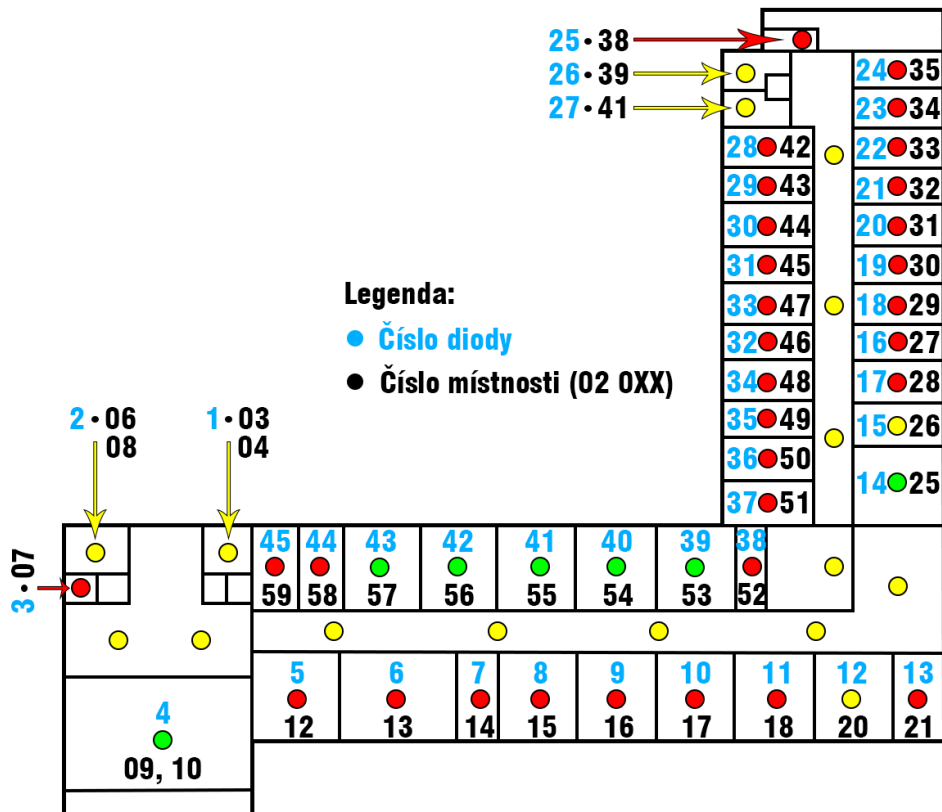 25 • 38
26 • 39
27 • 41
24 35
23 34
28 42
22 33
29 43
21 32
30 44
20 31
31 45
19 30
33 47
18 29
32 46
16 27
34 48
17 28
35 49
15 26
36 50
14 25
37 51
Legenda:
Číslo diody
Číslo místnosti (02 0XX)
2 • 06
08
1 • 03
04
3 • 07
45 44 43 42 41 40 39 38
59 58 57 56 55 54 53 52
5 6 7 8 9 10 11 12 13
12 13 14 15 16 17 18 20 21
4
09, 10